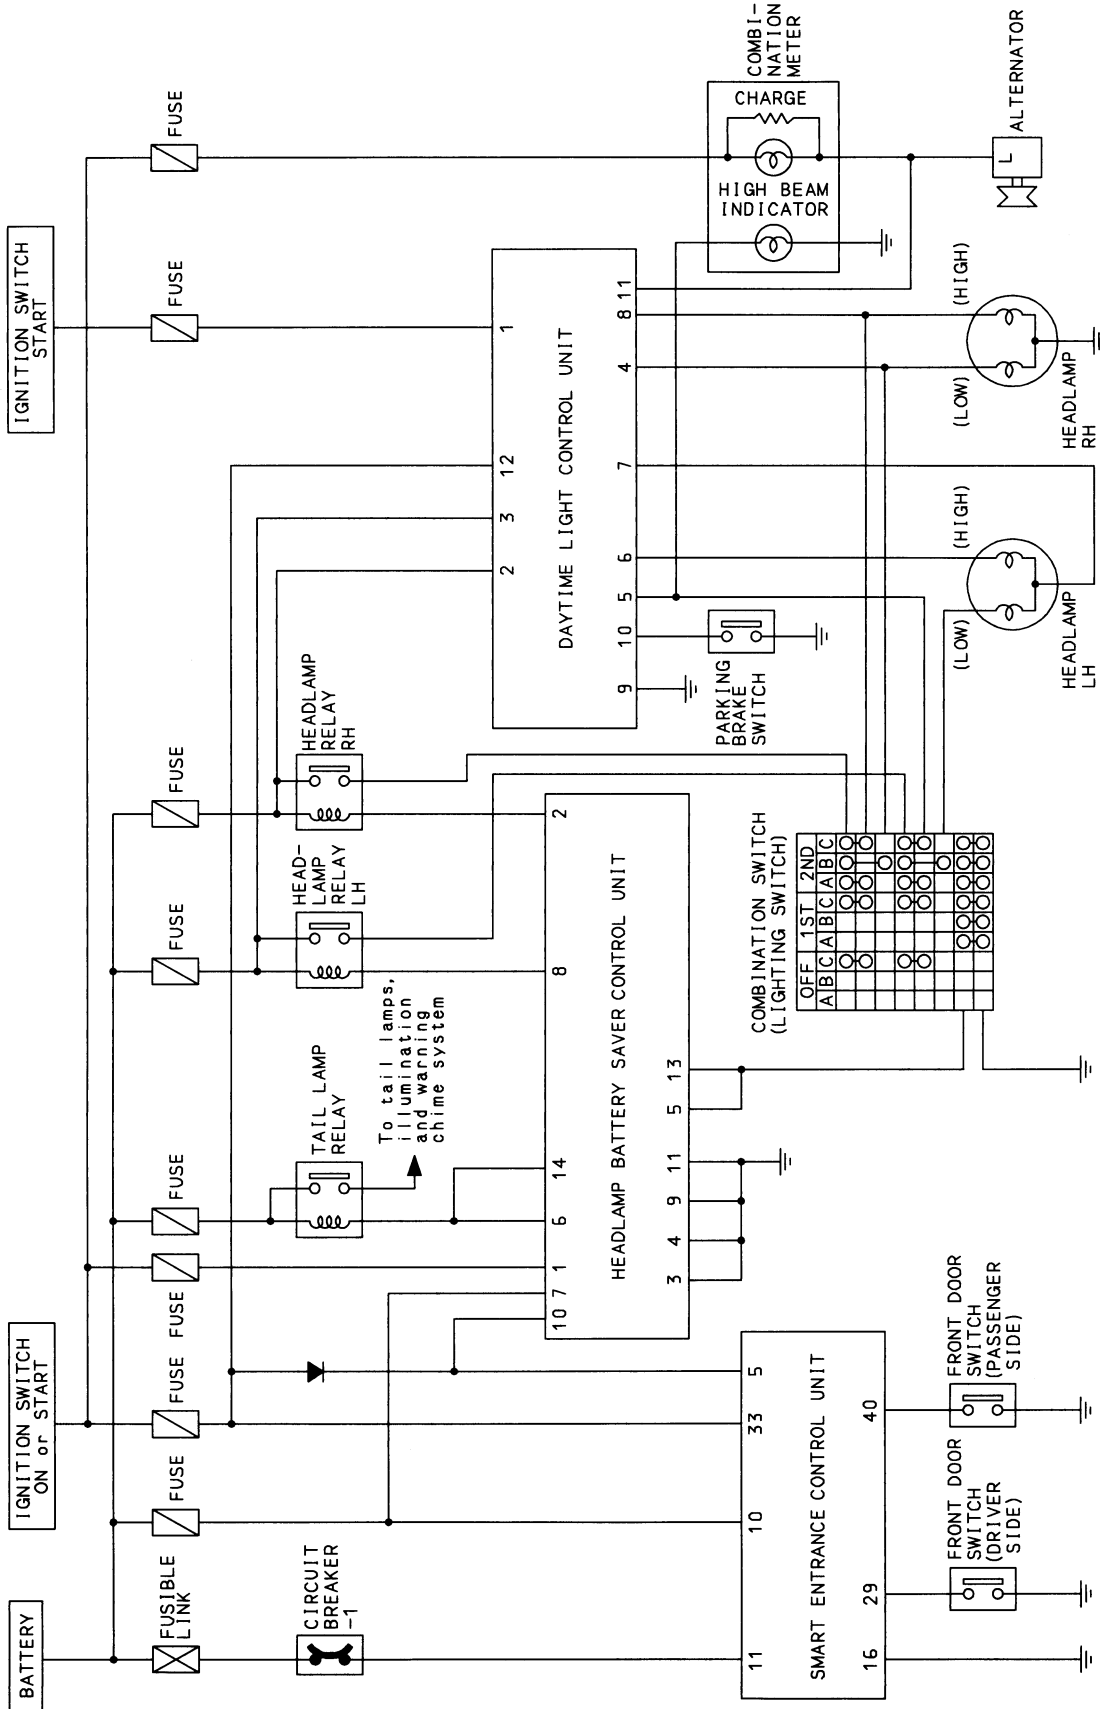 BATTERY
IGNITION SWITCH
ON or START
IGNITION SWITCH
START
FUSIBLE
LINK
FUSE
FUSE
FUSE
FUSE
FUSE
FUSE
FUSE
FUSE
CIRCUIT
BREAKER
-1
TAIL LAMP
RELAY
To tail lamps,
illumination
and warning
chime system
HEAD-
LAMP
RELAY
LH
HEADLAMP
RELAY
RH
2
3
12
1
DAYTIME LIGHT CONTROL UNIT
9
10
5
6
7
4
8
11
COMBI-
NATION
METER
CHARGE
HIGH BEAM
INDICATOR
10
7
1
6
14
8
2
HEADLAMP BATTERY SAVER CONTROL UNIT
3
4
9
11
5
13
PARKING
BRAKE
SWITCH
11
10
33
5
SMART ENTRANCE CONTROL UNIT
16
29
40
COMBINATION SWITCH
(LIGHTING SWITCH)
OFF
1ST
2ND
A
B
C
A
B
C
A
B
C
FRONT DOOR
SWITCH
(DRIVER
SIDE)
FRONT DOOR
SWITCH
(PASSENGER
SIDE)
(LOW)
(HIGH)
HEADLAMP
LH
(LOW)
(HIGH)
HEADLAMP
RH
L
ALTERNATOR